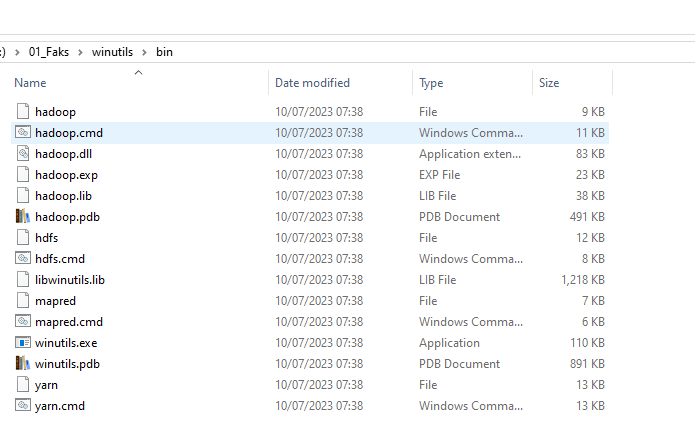 :) > 01_Faks > winutils > bin
Name Date modified Type Size
hadoop 10/07/2023 07:38 File 9 KB
hadoop.cmd 10/07/2023 07:38 Windows Comma... 11 KB
hadoop.dll 10/07/2023 07:38 Application exten... 83 KB
hadoop.exp 10/07/2023 07:38 EXP File 23 KB
hadoop.lib 10/07/2023 07:38 LIB File 38 KB
hadoop.pdb 10/07/2023 07:38 PDB Document 491 KB
hdfs 10/07/2023 07:38 File 12 KB
hdfs.cmd 10/07/2023 07:38 Windows Comma... 8 KB
libwinutils.lib 10/07/2023 07:38 LIB File 1,218 KB
mapred 10/07/2023 07:38 File 7 KB
mapred.cmd 10/07/2023 07:38 Windows Comma... 6 KB
winutils.exe 10/07/2023 07:38 Application 110 KB
winutils.pdb 10/07/2023 07:38 PDB Document 891 KB
yarn 10/07/2023 07:38 File 13 KB
yarn.cmd 10/07/2023 07:38 Windows Comma... 13 KB